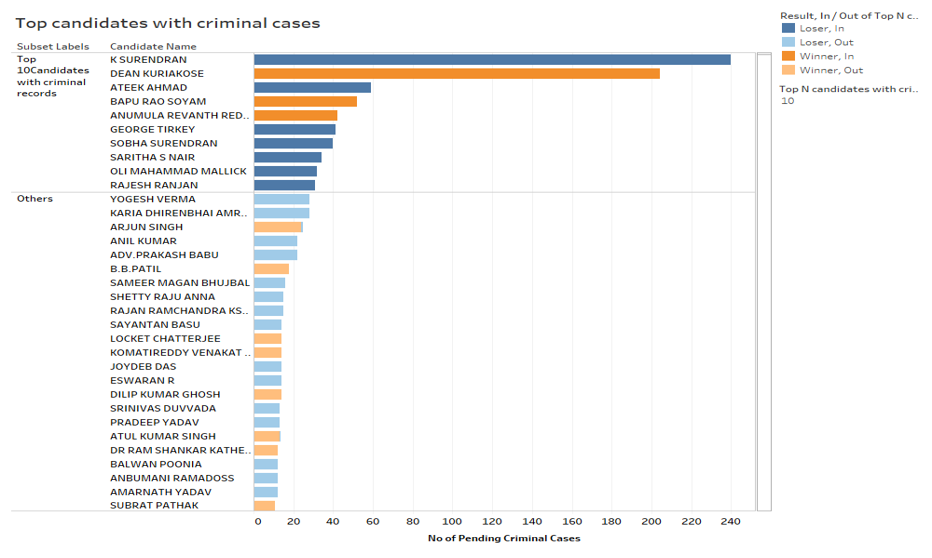 Top candidates with criminal cases
Subset Labels Candidate Name
Top
10Candidates
with criminal
records
K SURENDRAN
DEAN KURIAKOSE
ATEEK AHMAD
BAPU RAO SOYAM
ANUMULA REVANTH RED..
GEORGE TIRKEY
SOBHA SURENDRAN
SARITHA S NAIR
OLI MAHAMMAD MALLICK
RAJESH RANJAN
Others
YOGESH VERMA
KARIA DHIRENBHAI AMR..
ARJUN SINGH
ANIL KUMAR
ADV.PRAKASH BABU
B.B.PATIL
SAMEER MAGAN BHUJBAL
SHETTY RAJU ANNA
RAJAN RAMCHANDRA KS..
SAYANTAN BASU
LOCKET CHATTERJEE
KOMATIREDDY VENAKAT ..
JOYDEB DAS
ESWARAN R
DILIP KUMAR GHOSH
SRINIVAS DUVVADA
PRADEEP YADAV
ATUL KUMAR SINGH
DR RAM SHANKAR KATHE..
BALWAN POONIA
ANBUMANI RAMADOSS
AMARNATH YADAV
SUBRAT PATHAK
0 20 40 60 80 100 120 140 160 180 200 220 240
No of Pending Criminal Cases
Result, In / Out of Top N c..
Loser, In
Loser, Out
Winner, In
Winner, Out
Top N candidates with cri..
10